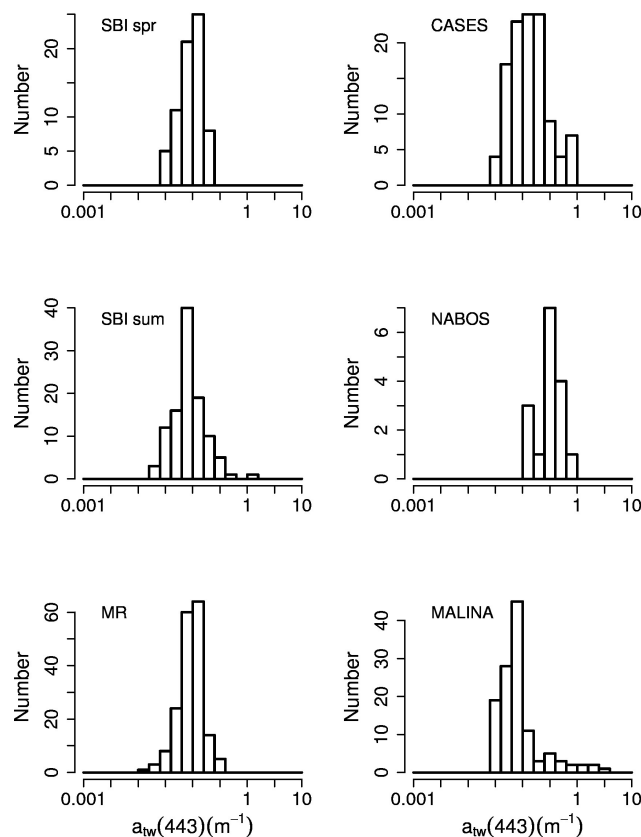 SBI spr
Number
0 5 10 20
0.001 1 10
CASES
Number
0 5 10 20
0.001 1 10
SBI sum
Number
0 10 20 30 40
0.001 1 10
NABOS
Number
0 2 4 6
0.001 1 10
MR
Number
0 20 40 60
0.001 1 10
a_tw(443)(m⁻¹)
MALINA
Number
0 10 20 30 40
0.001 1 10
a_tw(443)(m⁻¹)